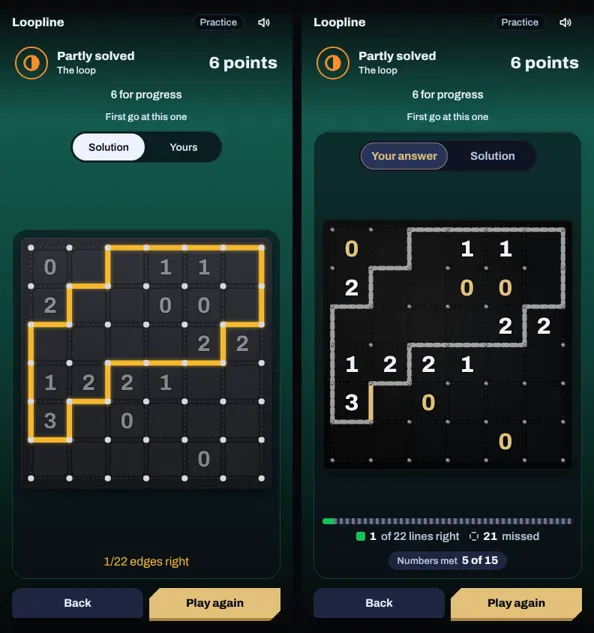 Loopline
Practice
Partly solved
The loop
6 points
6 for progress
First go at this one
Solution
Yours
0 1 1
2 0 0
2 2
1 2 2 1
3 0
0
1/22 edges right
Back
Play again
Loopline
Practice
Partly solved
The loop
6 points
6 for progress
First go at this one
Your answer
Solution
0 1 1
2 0 0
2 2
1 2 2 1
3 0
0
1 of 22 lines right 21 missed
Numbers met 5 of 15
Back
Play again